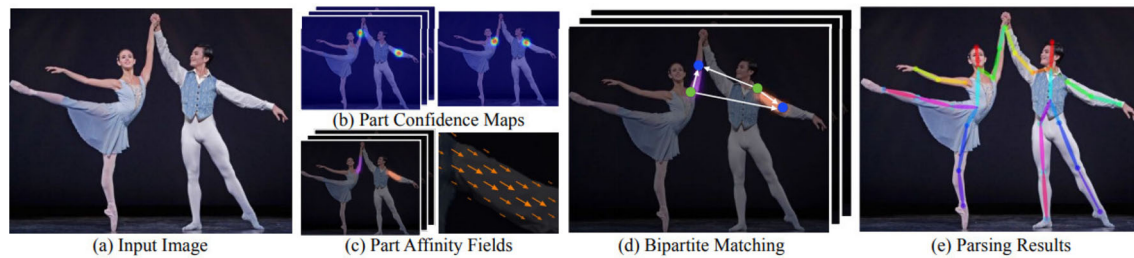 (b) Part Confidence Maps
(a) Input Image
(c) Part Affinity Fields
(d) Bipartite Matching
(e) Parsing Results